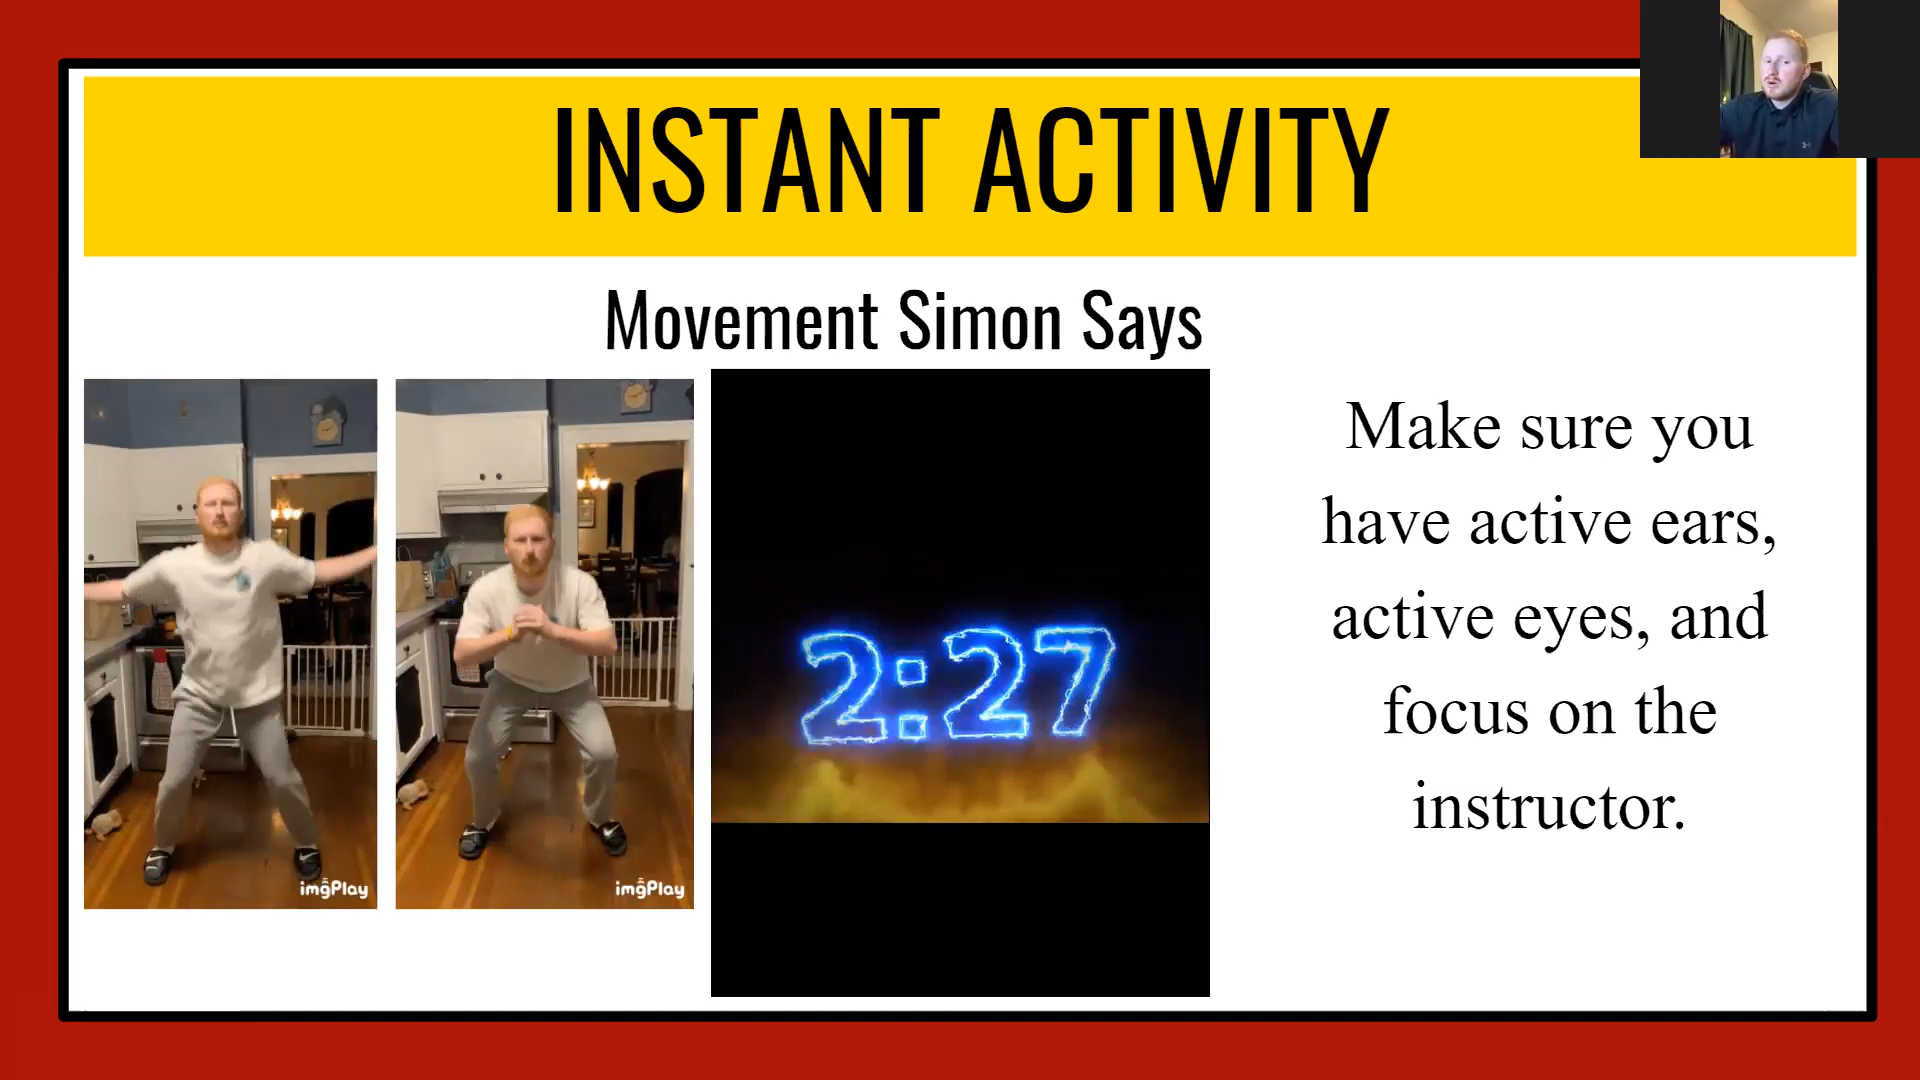 INSTANT ACTIVITY
Movement Simon Says
imgPlay
imgPlay
2:27
Make sure you
have active ears,
active eyes, and
focus on the
instructor.